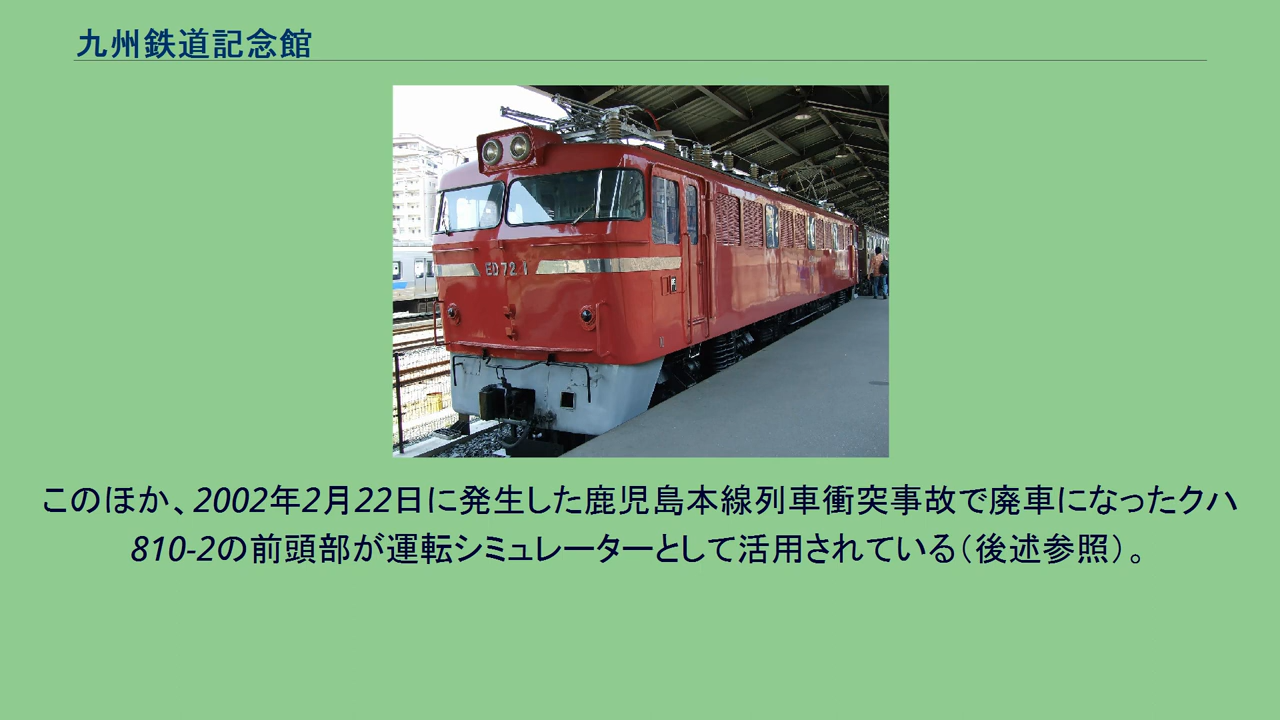 九州鉄道記念館
ED72 1
このほか、2002年2月22日に発生した鹿児島本線列車衝突事故で廃車になったクハ
810-2の前頭部が運転シミュレーターとして活用されている（後述参照）。